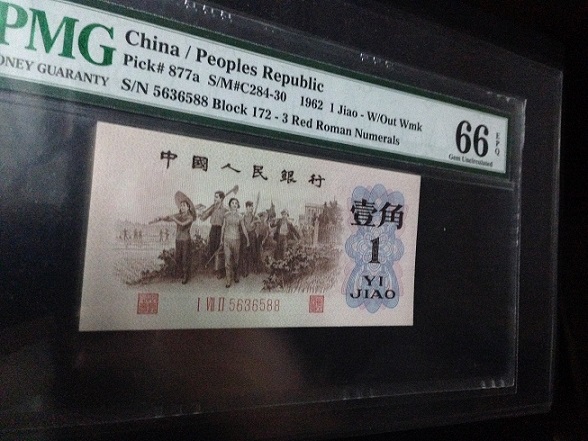 PMG
ONEY GUARANTY
China / Peoples Republic
Pick# 877a S/M#C284-30 1962 1 Jiao - W/Out Wmk
S/N 5636588 Block 172 - 3 Red Roman Numerals
66 EPQ
Gem Uncirculated
中國人民銀行
壹角
1
YI
JIAO
I VII II 5636588